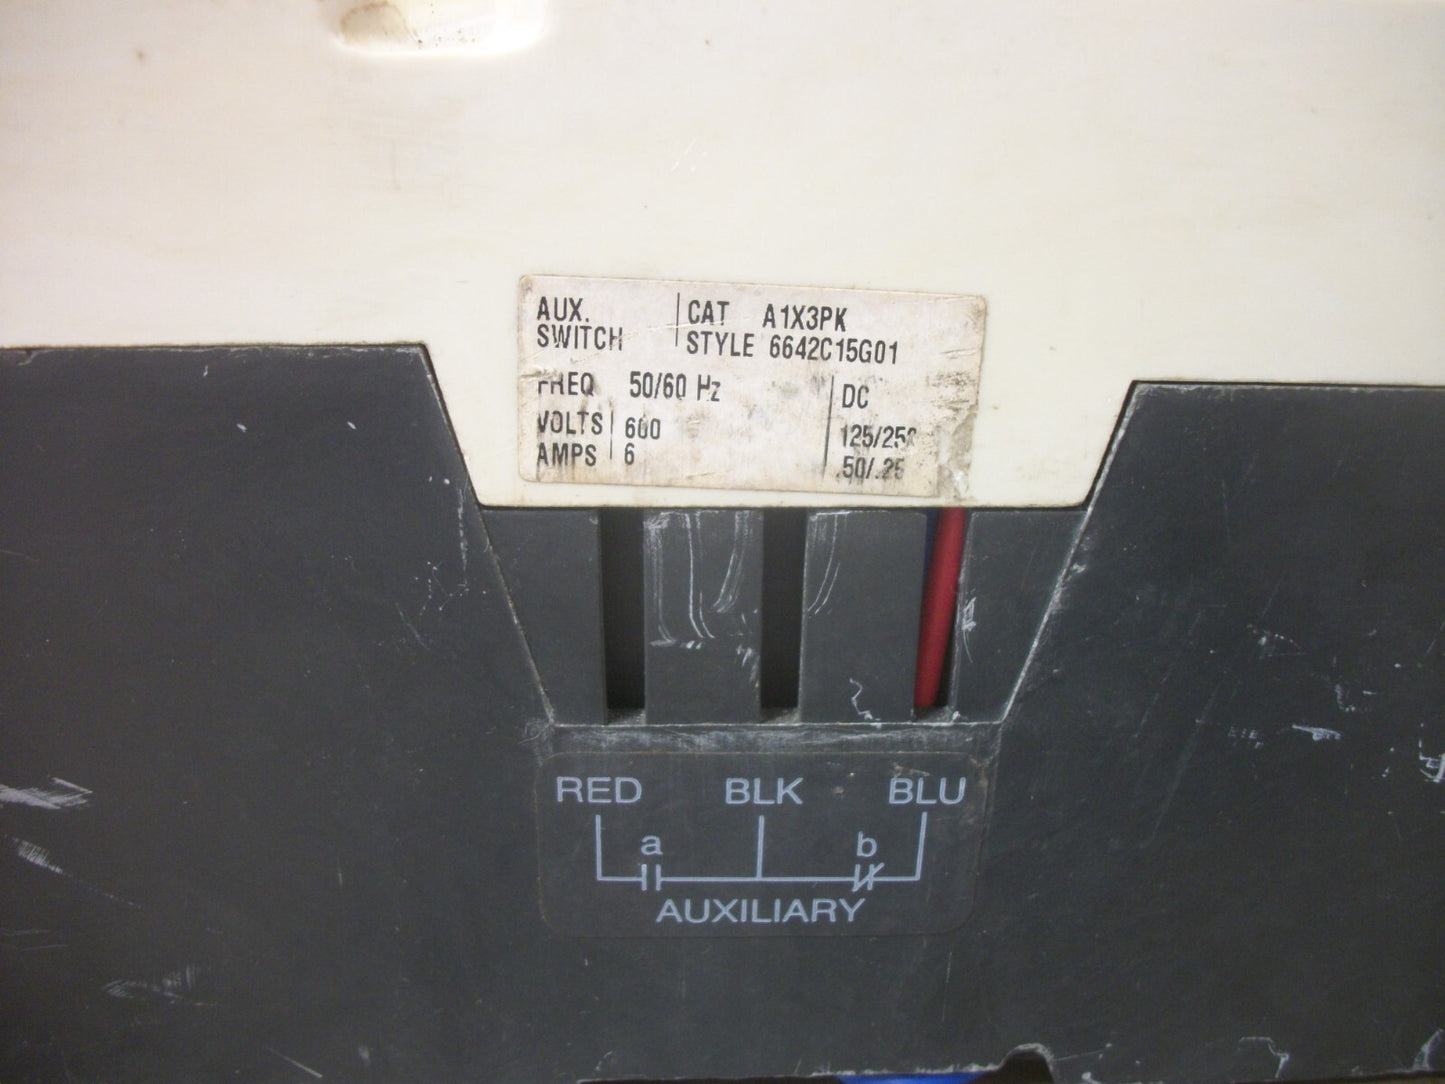 AUX. CAT A1X3PK
SWITCH STYLE 6642C15G01
FREQ 50/60 Hz DC
VOLTS 600 125/250
AMPS 6 .50/.25
RED BLK BLU
a b
AUXILIARY